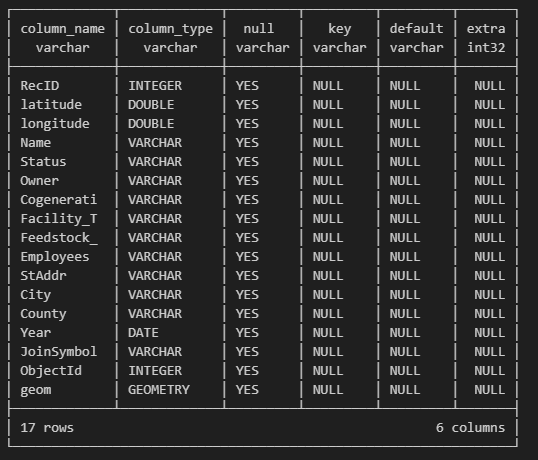 column_name column_type null key default extra
varchar varchar varchar varchar varchar int32
RecID INTEGER YES NULL NULL NULL
latitude DOUBLE YES NULL NULL NULL
longitude DOUBLE YES NULL NULL NULL
Name VARCHAR YES NULL NULL NULL
Status VARCHAR YES NULL NULL NULL
Owner VARCHAR YES NULL NULL NULL
Cogenerati VARCHAR YES NULL NULL NULL
Facility_T VARCHAR YES NULL NULL NULL
Feedstock_ VARCHAR YES NULL NULL NULL
Employees VARCHAR YES NULL NULL NULL
StAddr VARCHAR YES NULL NULL NULL
City VARCHAR YES NULL NULL NULL
County VARCHAR YES NULL NULL NULL
Year DATE YES NULL NULL NULL
JoinSymbol VARCHAR YES NULL NULL NULL
ObjectId INTEGER YES NULL NULL NULL
geom GEOMETRY YES NULL NULL NULL
17 rows 6 columns